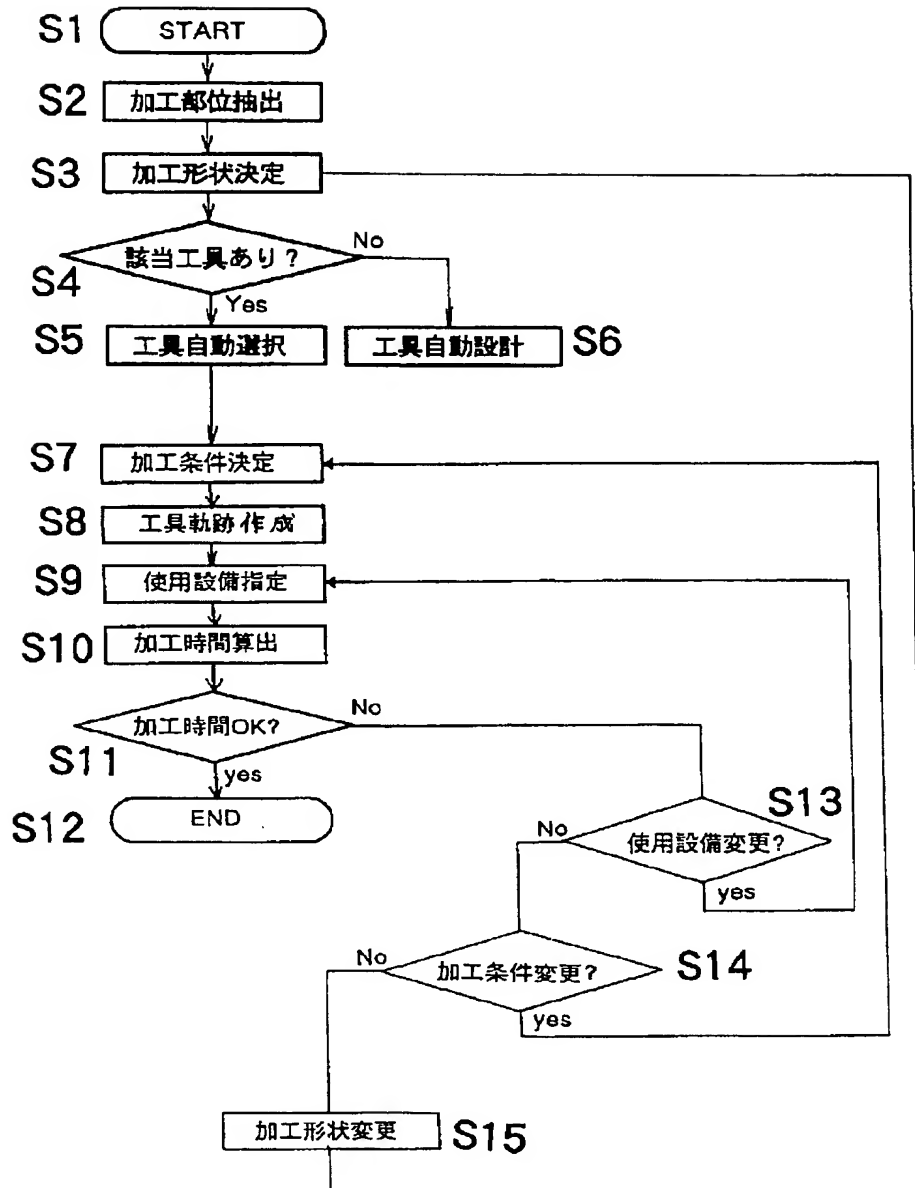 S1 START
S2 加工部位抽出
S3 加工形状決定
S4 該当工具あり?
No
Yes
S5 工具自動選択
工具自動設計 S6
S7 加工条件決定
S8 工具軌跡作成
S9 使用設備指定
S10 加工時間算出
S11 加工時間OK?
No
yes
S12 END
S13
使用設備変更?
No
yes
加工条件変更? S14
No
yes
加工形状変更 S15